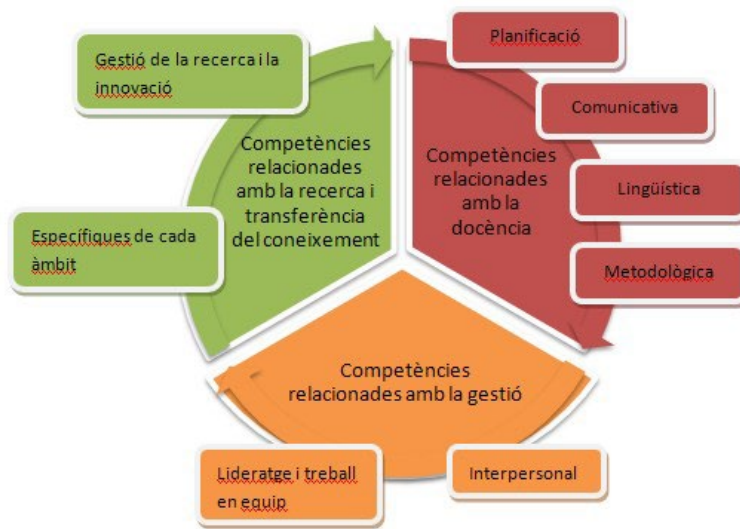 Gestió de la recerca i la
innovació
Competències
relacionades
amb la recerca i
transferència
del coneixement
Específiques de cada
àmbit
Planificació
Comunicativa
Lingüística
Metodològica
Competències
relacionades
amb la
docència
Competències
relacionades amb la gestió
Lideratge i treball
en equip
Interpersonal